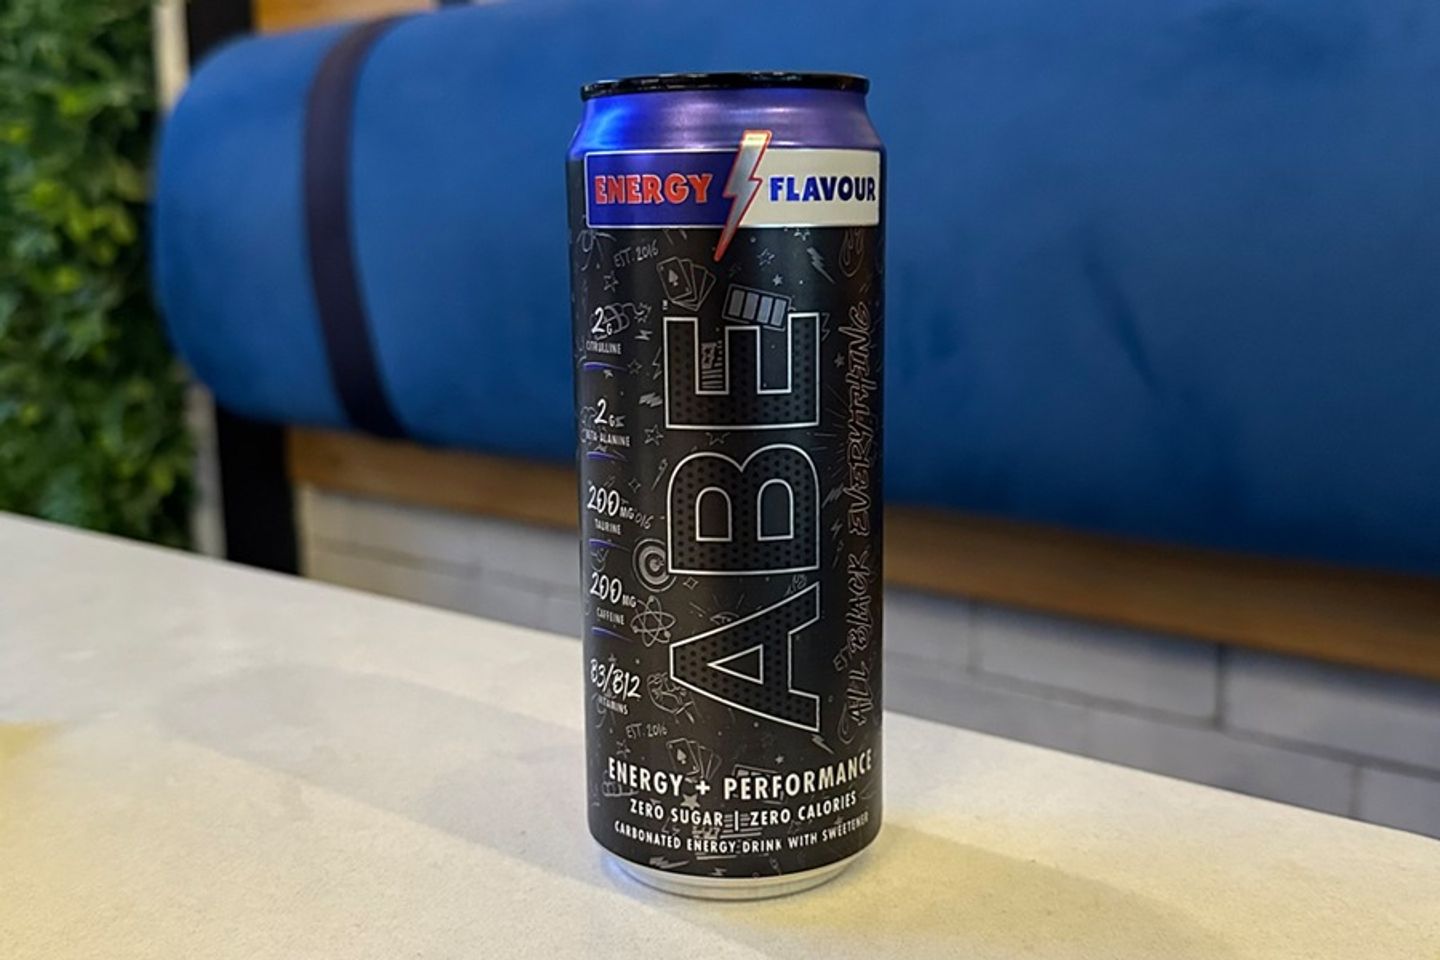 ENERGY FLAVOUR
EST. 2016
2G
CITRULLINE
2G
BETA-ALANINE
200MG
TAURINE
200MG
CAFFEINE
B3/B12
VITAMINS
EST. 2016
ABE
ALL BLACK EVERYTHING
ENERGY + PERFORMANCE
ZERO SUGAR | ZERO CALORIES
CARBONATED ENERGY DRINK WITH SWEETENER